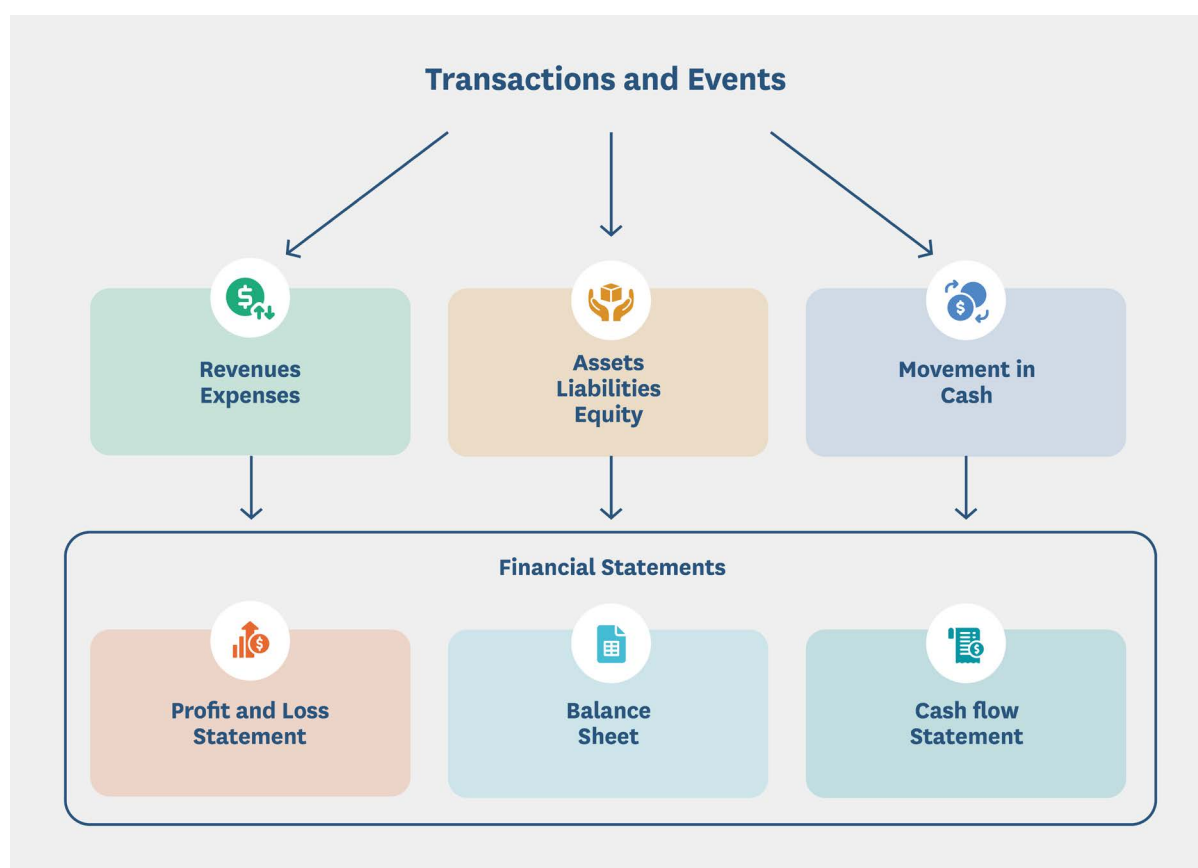 Transactions and Events
Revenues
Expenses
Assets
Liabilities
Equity
Movement in
Cash
Financial Statements
Profit and Loss
Statement
Balance
Sheet
Cash flow
Statement